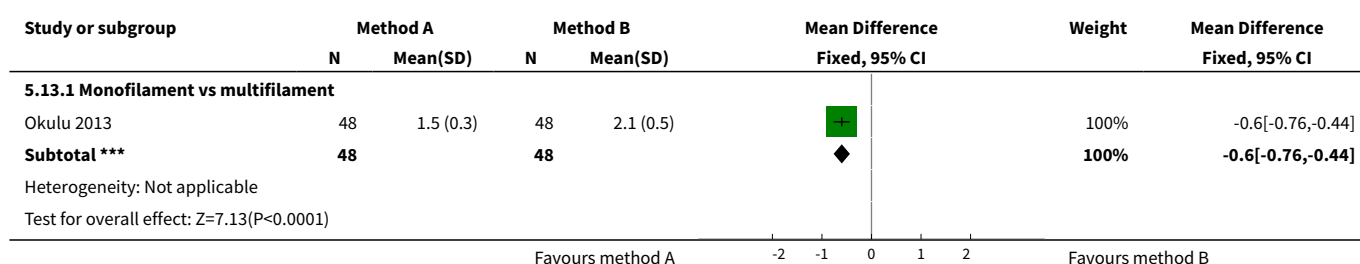 Study or subgroup Method A Method B Mean Difference Weight Mean Difference
N Mean(SD) N Mean(SD) Fixed, 95% CI Fixed, 95% CI
5.13.1 Monofilament vs multifilament
Okulu 2013 48 1.5 (0.3) 48 2.1 (0.5) 100% -0.6[-0.76,-0.44]
Subtotal *** 48 48 100% -0.6[-0.76,-0.44]
Heterogeneity: Not applicable
Test for overall effect: Z=7.13(P<0.0001)
Favours method A -2 -1 0 1 2 Favours method B